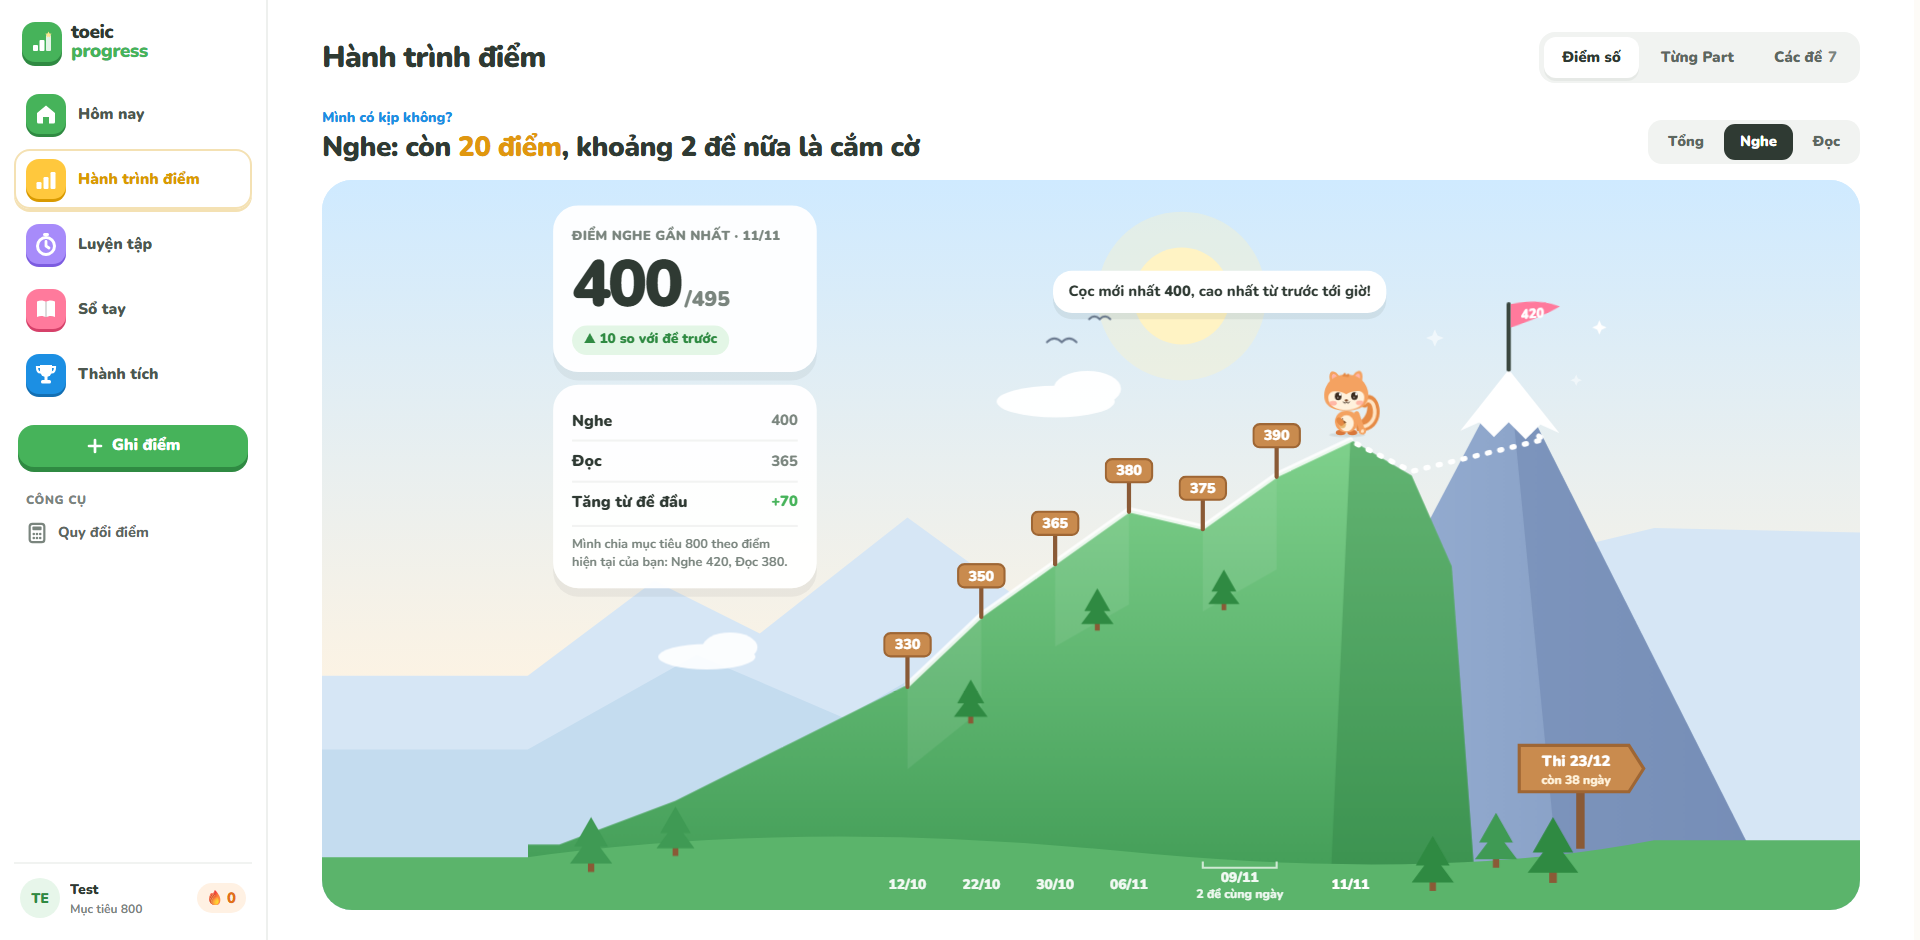 toeic
progress
Hôm nay
Hành trình điểm
Luyện tập
Sổ tay
Thành tích
Ghi điểm
CÔNG CỤ
Quy đổi điểm
TE
Test
Mục tiêu 800
0
Hành trình điểm
Điểm số
Từng Part
Các đề 7
Mình có kịp không?
Nghe: còn 20 điểm, khoảng 2 đề nữa là cắm cờ
Tổng
Nghe
Đọc
ĐIỂM NGHE GẦN NHẤT · 11/11
400/495
▲ 10 so với đề trước
Nghe 400
Đọc 365
Tăng từ đề đầu +70
Mình chia mục tiêu 800 theo điểm
hiện tại của bạn: Nghe 420, Đọc 380.
Cọc mới nhất 400, cao nhất từ trước tới giờ!
420
390
380
375
365
350
330
Thi 23/12
còn 38 ngày
12/10
22/10
30/10
06/11
09/11
2 đề cùng ngày
11/11